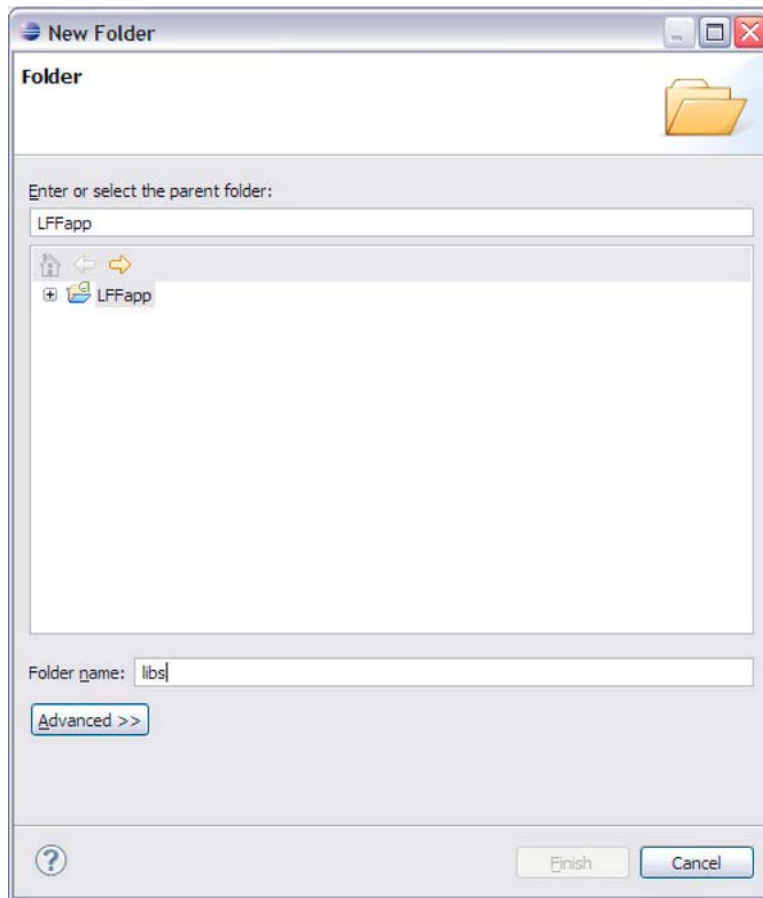 New Folder
Folder
Enter or select the parent folder:
LFFapp
LFFapp
Folder name: libs
Advanced >>
?
Finish Cancel